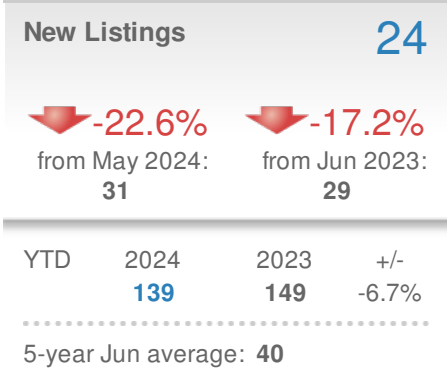 New Listings 24
-22.6% -17.2%
from May 2024: from Jun 2023:
31 29
YTD 2024 2023 +/-
139 149 -6.7%
5-year Jun average: 40